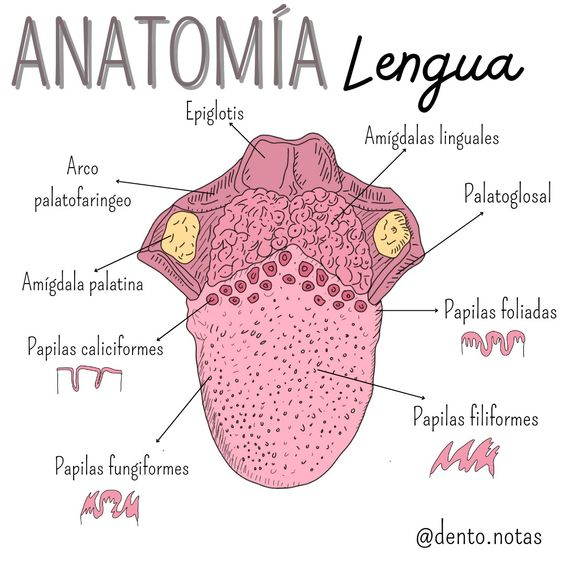 ANATOMÍA Lengua
Epiglotis
Amígdalas linguales
Arco
palatofaringeo
Palatoglosal
Amígdala palatina
Papilas foliadas
Papilas caliciformes
Papilas filiformes
Papilas fungiformes
@dento.notas